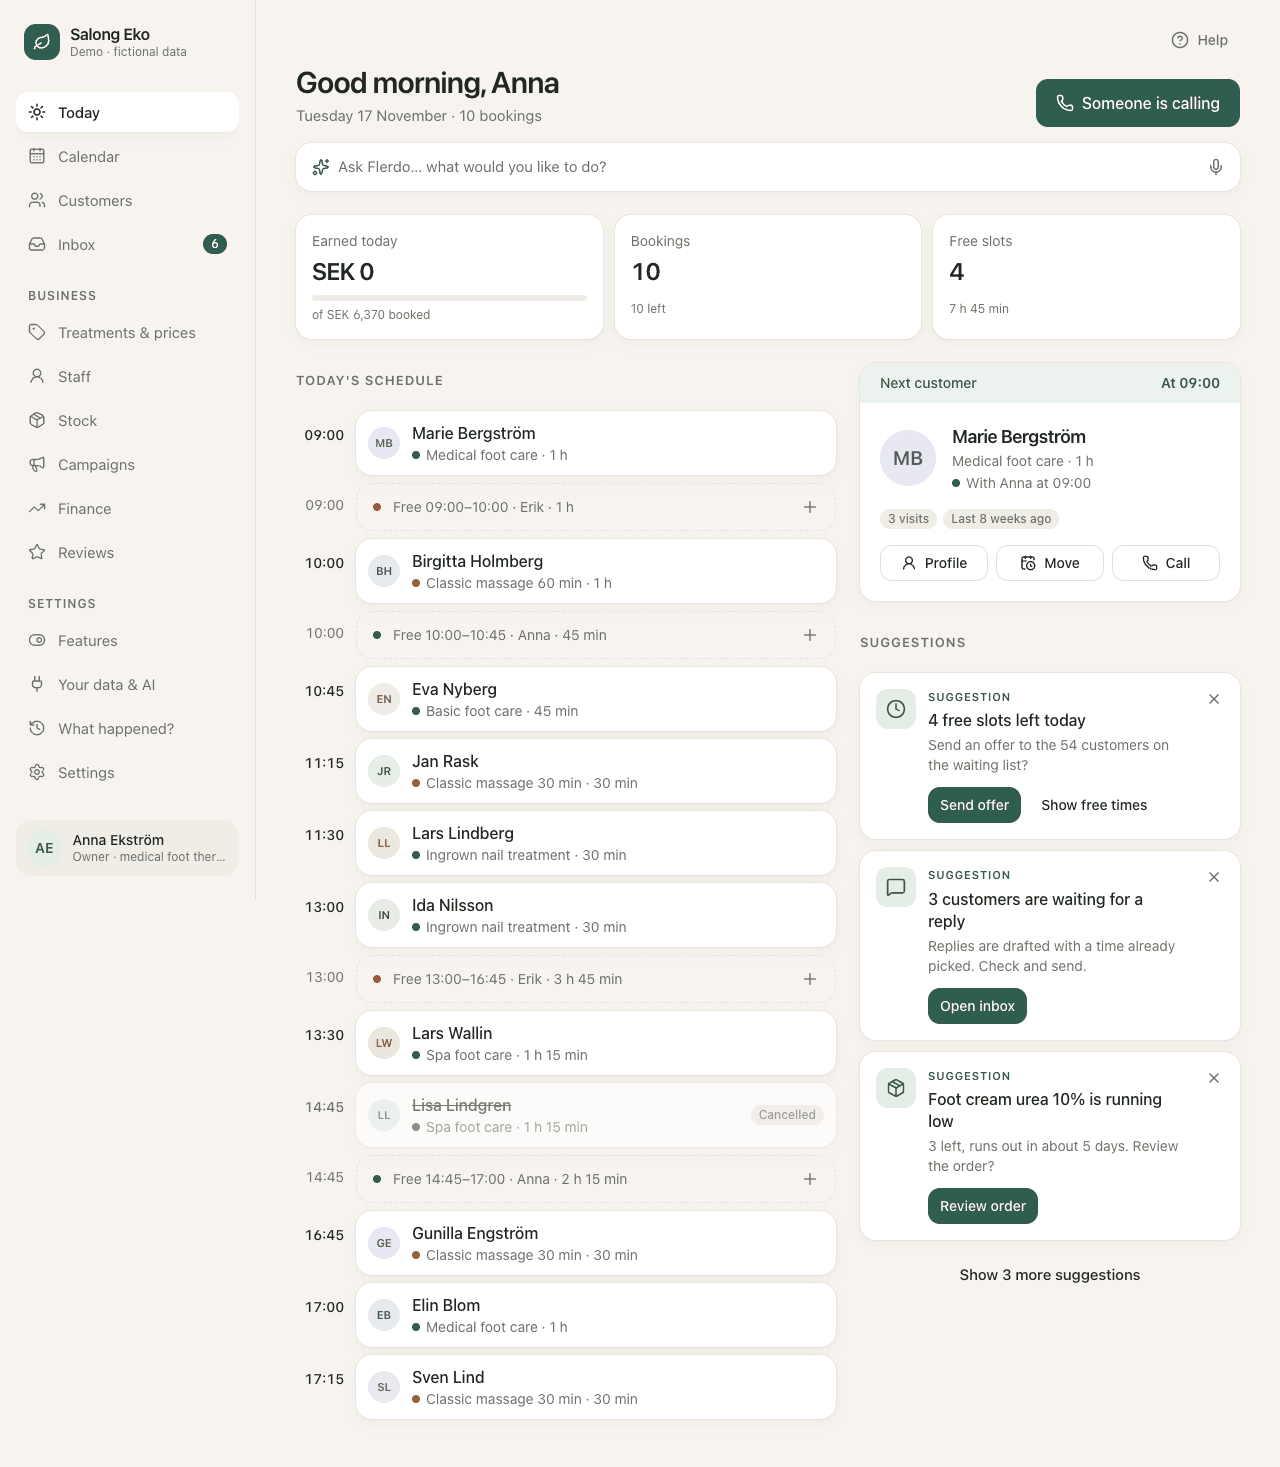 Salong Eko
Demo · fictional data
Today
Calendar
Customers
Inbox
6
BUSINESS
Treatments & prices
Staff
Stock
Campaigns
Finance
Reviews
SETTINGS
Features
Your data & AI
What happened?
Settings
AE
Anna Ekström
Owner · medical foot ther...
Help
Good morning, Anna
Tuesday 17 November · 10 bookings
Someone is calling
Ask Flerdo... what would you like to do?
Earned today
SEK 0
of SEK 6,370 booked
Bookings
10
10 left
Free slots
4
7 h 45 min
TODAY'S SCHEDULE
09:00
MB
Marie Bergström
Medical foot care · 1 h
09:00
Free 09:00–10:00 · Erik · 1 h
10:00
BH
Birgitta Holmberg
Classic massage 60 min · 1 h
10:00
Free 10:00–10:45 · Anna · 45 min
10:45
EN
Eva Nyberg
Basic foot care · 45 min
11:15
JR
Jan Rask
Classic massage 30 min · 30 min
11:30
LL
Lars Lindberg
Ingrown nail treatment · 30 min
13:00
IN
Ida Nilsson
Ingrown nail treatment · 30 min
13:00
Free 13:00–16:45 · Erik · 3 h 45 min
13:30
LW
Lars Wallin
Spa foot care · 1 h 15 min
14:45
LL
Lisa Lindgren
Spa foot care · 1 h 15 min
Cancelled
14:45
Free 14:45–17:00 · Anna · 2 h 15 min
16:45
GE
Gunilla Engström
Classic massage 30 min · 30 min
17:00
EB
Elin Blom
Medical foot care · 1 h
17:15
SL
Sven Lind
Classic massage 30 min · 30 min
Next customer
At 09:00
MB
Marie Bergström
Medical foot care · 1 h
With Anna at 09:00
3 visits
Last 8 weeks ago
Profile
Move
Call
SUGGESTIONS
SUGGESTION
4 free slots left today
Send an offer to the 54 customers on
the waiting list?
Send offer
Show free times
SUGGESTION
3 customers are waiting for a
reply
Replies are drafted with a time already
picked. Check and send.
Open inbox
SUGGESTION
Foot cream urea 10% is running
low
3 left, runs out in about 5 days. Review
the order?
Review order
Show 3 more suggestions